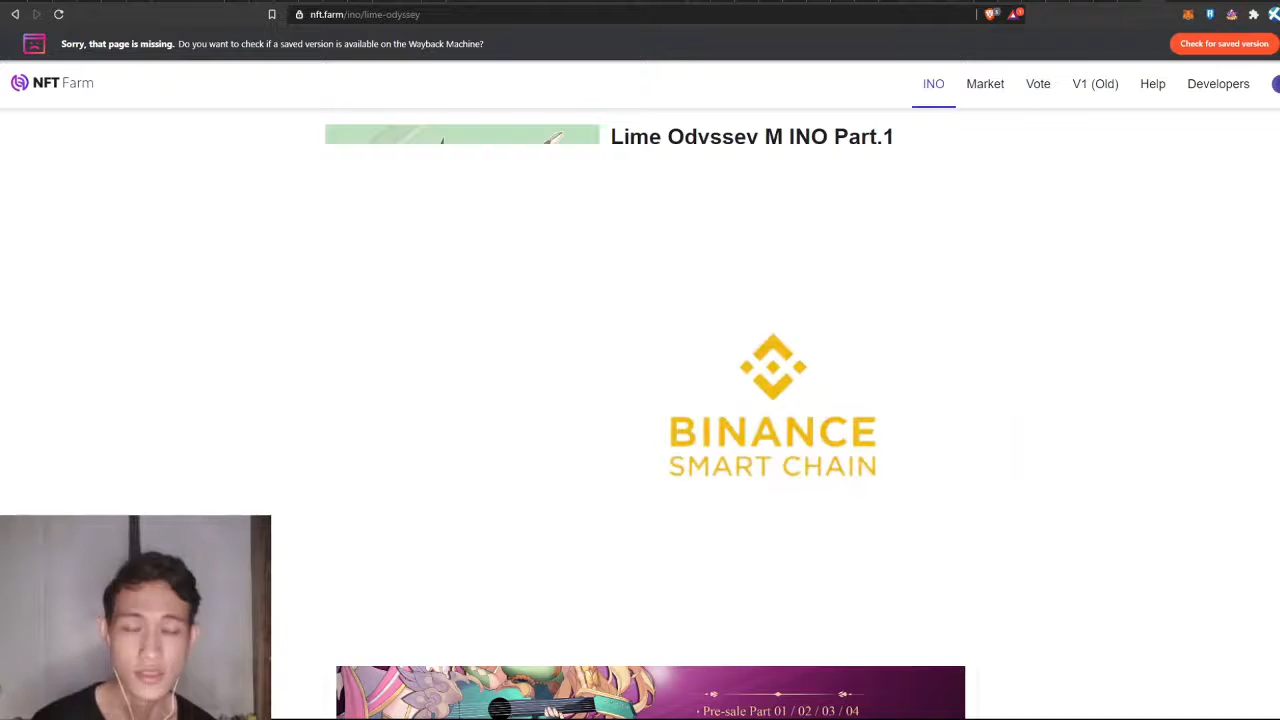 nft.farm/ino/lime-odyssey
Sorry, that page is missing. Do you want to check if a saved version is available on the Wayback Machine?
Check for saved version
NFT Farm
INO Market Vote V1 (Old) Help Developers
Lime Odyssey M INO Part.1
BINANCE
SMART CHAIN
• Pre-sale Part 01 / 02 / 03 / 04